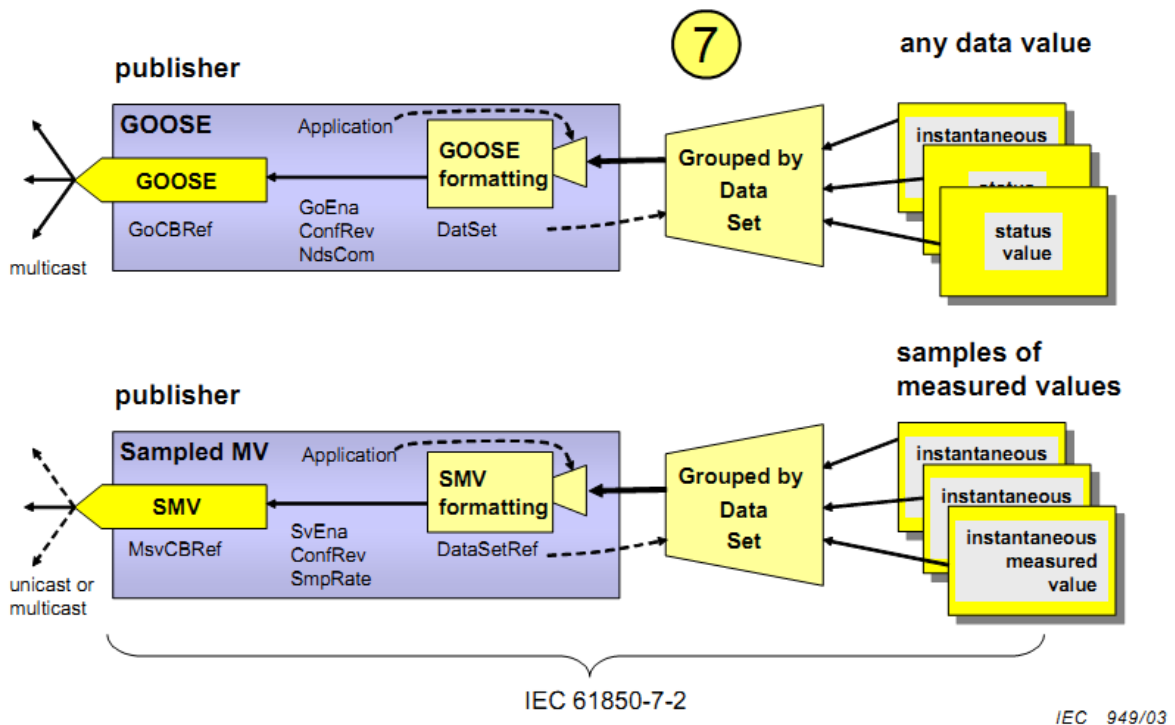 7
any data value
publisher
GOOSE
Application
GOOSE
formatting
GOOSE
GoCBRef
GoEna
ConfRev
NdsCom
DatSet
multicast
Grouped by
Data
Set
instantaneous
status
status
value
samples of
measured values
publisher
Sampled MV
Application
SMV
formatting
SMV
MsvCBRef
SvEna
ConfRev
SmpRate
DataSetRef
unicast or
multicast
Grouped by
Data
Set
instantaneous
instantaneous
instantaneous
measured
value
IEC 61850-7-2
IEC 949/03